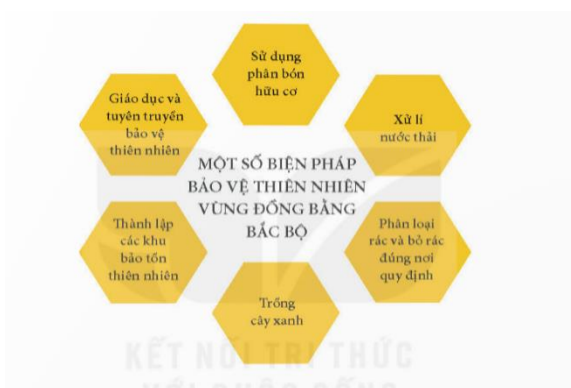 Sử dụng
phân bón
hữu cơ
Giáo dục và
tuyên truyền
bảo vệ
thiên nhiên
Xử lí
nước thải
MỘT SỐ BIỆN PHÁP
BẢO VỆ THIÊN NHIÊN
VÙNG ĐỒNG BẰNG
BẮC BỘ
Thành lập
các khu
bảo tồn
thiên nhiên
Phân loại
rác và bỏ rác
đúng nơi
quy định
Trồng
cây xanh
KẾT NỐI TRI THỨC